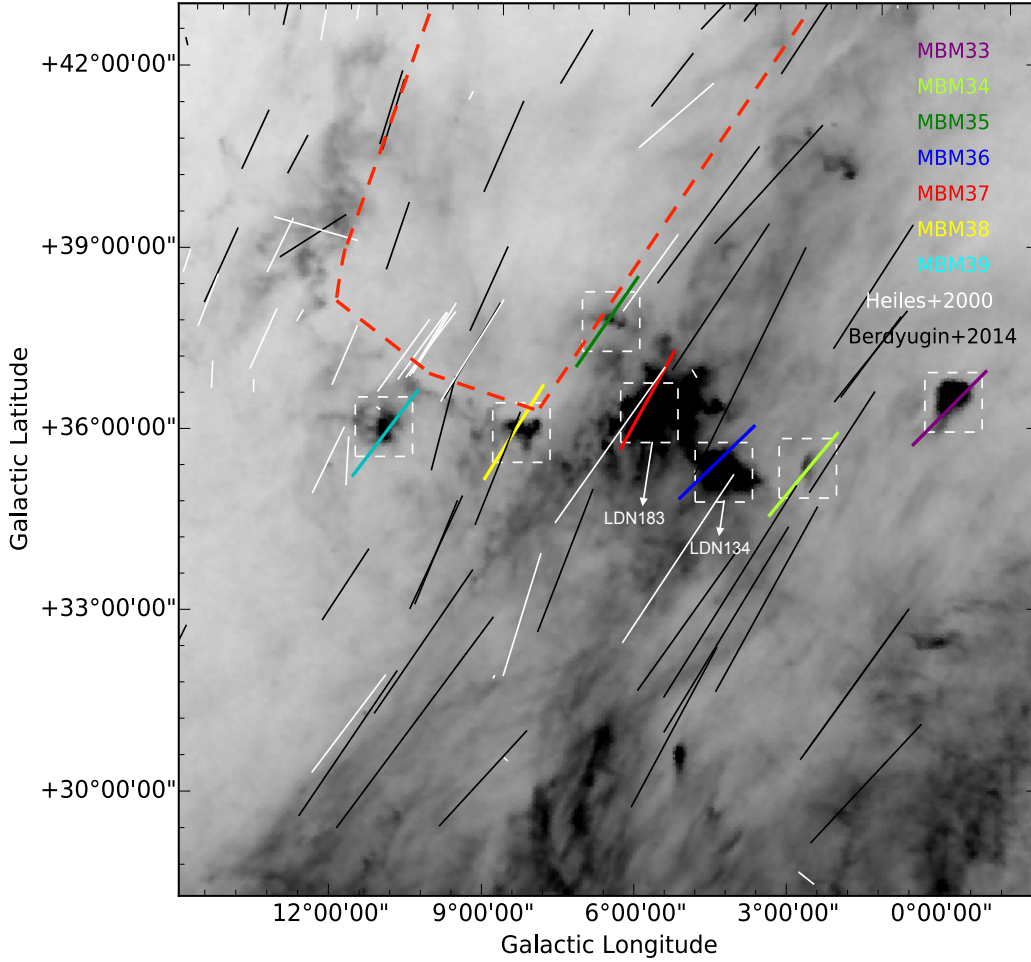 +42°00'00"
+39°00'00"
+36°00'00"
+33°00'00"
+30°00'00"
Galactic Latitude
MBM33
MBM34
MBM35
MBM36
MBM37
MBM38
MBM39
Heiles+2000
Berdyugin+2014
LDN183
LDN134
12°00'00" 9°00'00" 6°00'00" 3°00'00" 0°00'00"
Galactic Longitude